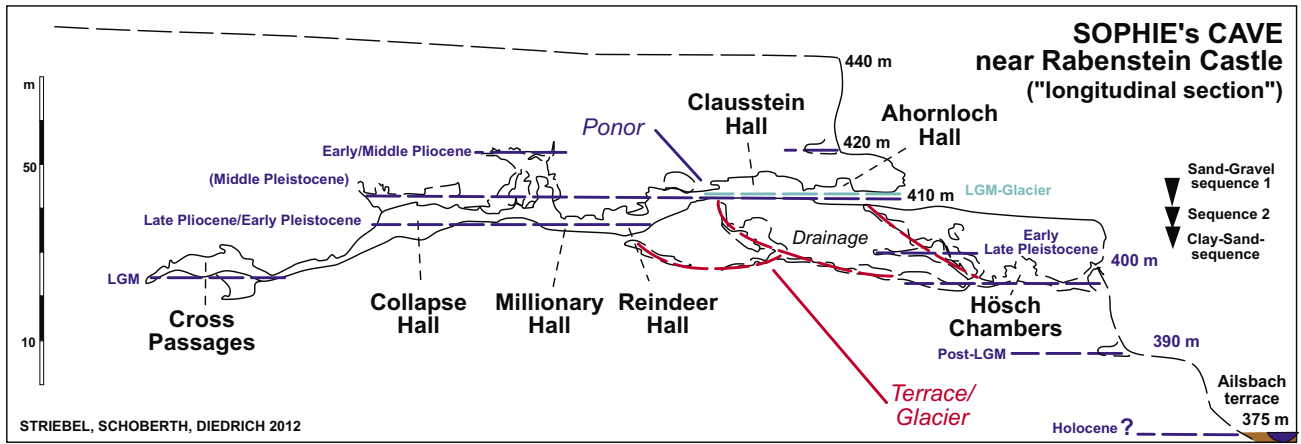 SOPHIE's CAVE
near Rabenstein Castle
("longitudinal section")
440 m
m
Clausstein
Hall
Ahornloch
Hall
Ponor
420 m
Early/Middle Pliocene
50
(Middle Pleistocene)
LGM-Glacier
410 m
Sand-Gravel
sequence 1
Sequence 2
Clay-Sand-
sequence
Late Pliocene/Early Pleistocene
Drainage
Early
Late Pleistocene
400 m
LGM
Cross
Passages
Collapse
Hall
Millionary
Hall
Reindeer
Hall
Hösch
Chambers
10
390 m
Post-LGM
Terrace/
Glacier
Ailsbach
terrace
375 m
Holocene ?
STRIEBEL, SCHOBERTH, DIEDRICH 2012